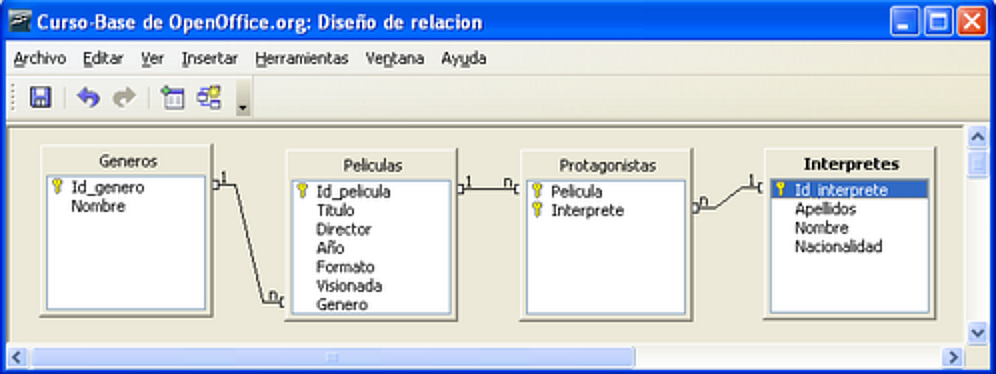 Curso-Base de OpenOffice.org: Diseño de relacion
Archivo Editar Ver Insertar Herramientas Ventana Ayuda
Generos
Id_genero
Nombre
1
n
Peliculas
Id_pelicula
Titulo
Director
Año
Formato
Visionada
Genero
1
n
Protagonistas
Pelicula
Interprete
n
1
Interpretes
Id_interprete
Apellidos
Nombre
Nacionalidad